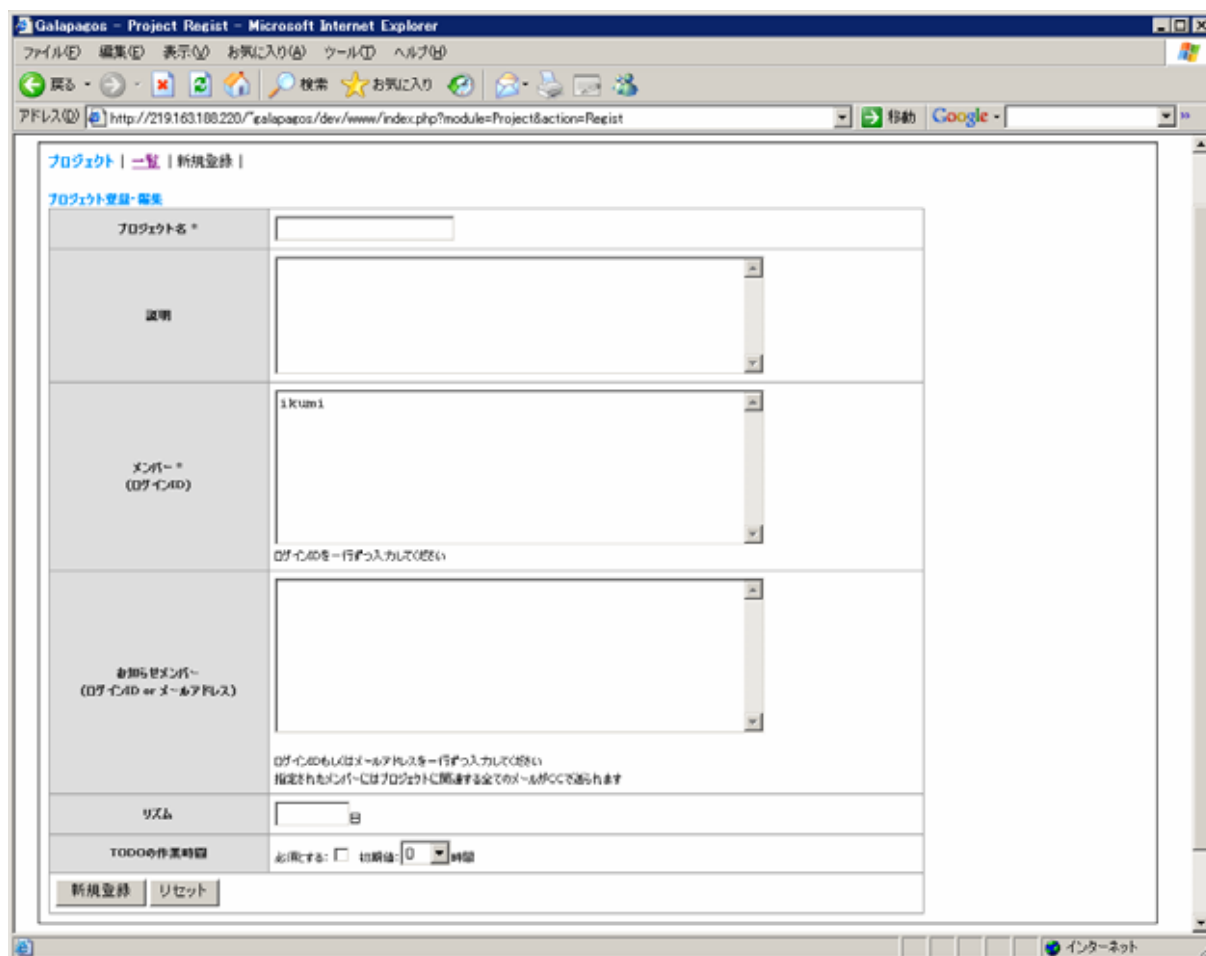 Galapagos - Project Regist - Microsoft Internet Explorer
ファイル(F) 編集(E) 表示(V) お気に入り(A) ツール(T) ヘルプ(H)
戻る 検索 お気に入り
アドレス(D) http://219.163.188.220/~galapagos/dev/www/index.php?module=Project&action=Regist 移動 Google
プロジェクト | 一覧 | 新規登録 |
プロジェクト登録・編集
プロジェクト名 *
説明
メンバー *
(ログインID)
ikumi
ログインIDを一行ずつ入力してください
お知らせメンバー
(ログインID or メールアドレス)
ログインIDもしくはメールアドレスを一行ずつ入力してください
指定されたメンバーにはプロジェクトに関連する全てのメールがCCで送られます
リズム 日
TODOの作業時間 必須にする: 初期値: 0 時間
新規登録 リセット
インターネット